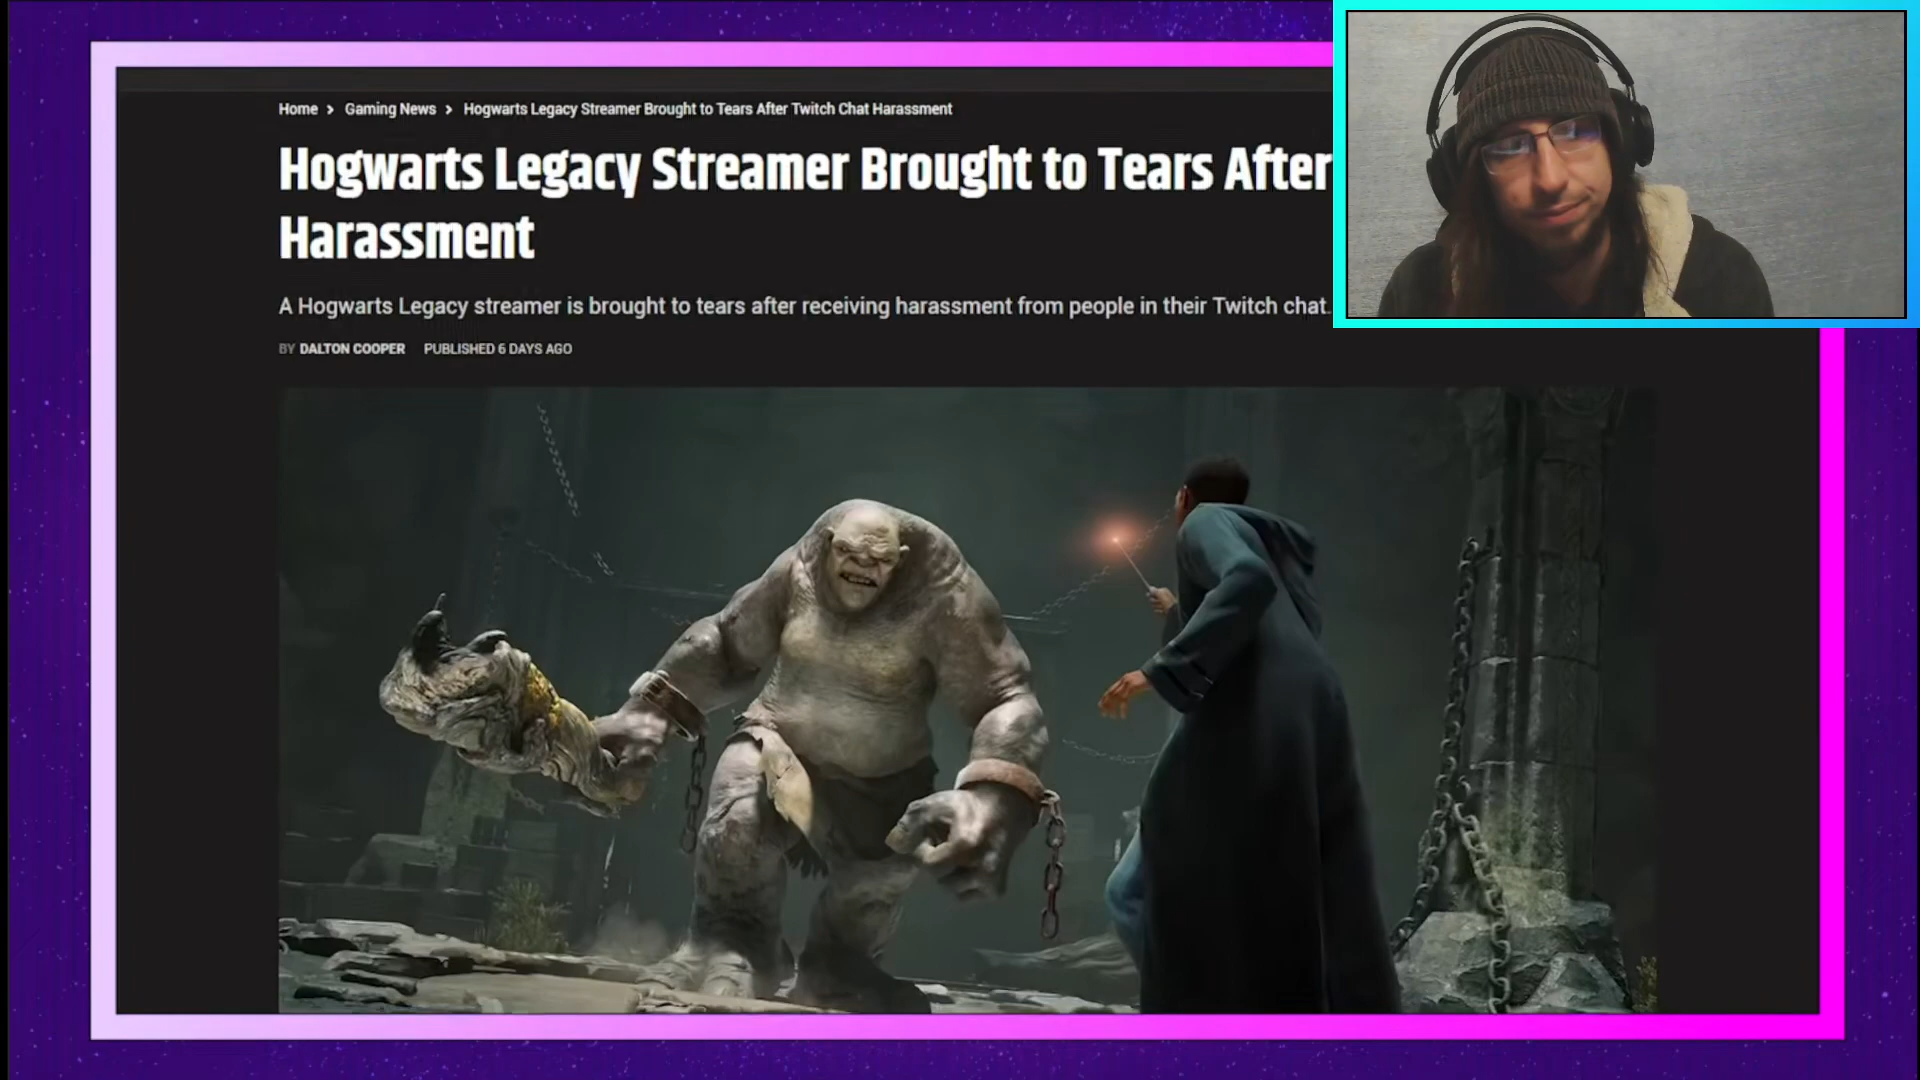 Home > Gaming News > Hogwarts Legacy Streamer Brought to Tears After Twitch Chat Harassment
Hogwarts Legacy Streamer Brought to Tears After
Harassment
A Hogwarts Legacy streamer is brought to tears after receiving harassment from people in their Twitch chat.
BY DALTON COOPER PUBLISHED 6 DAYS AGO